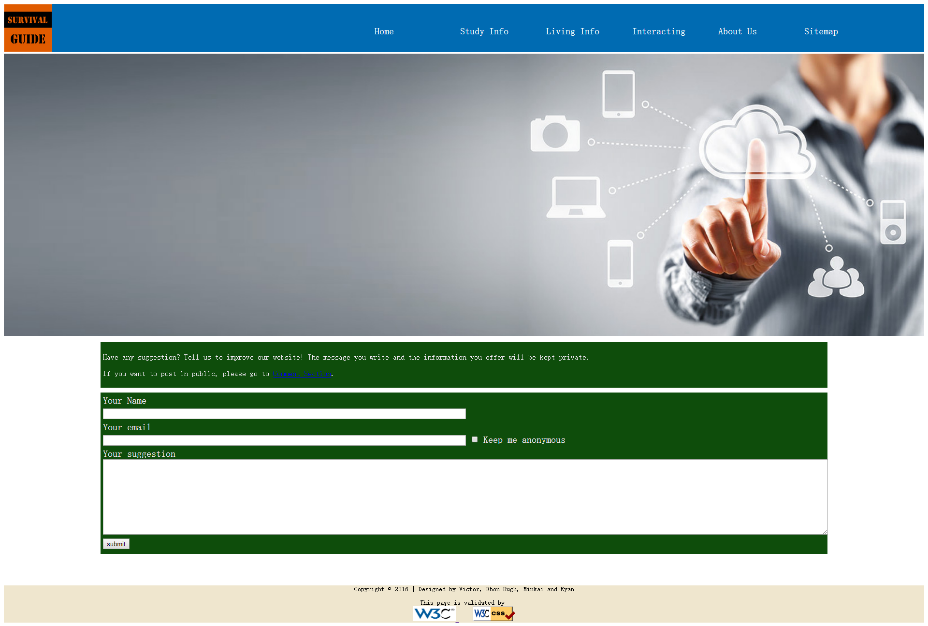 SURVIVAL
GUIDE
Home Study Info Living Info Interacting About Us Sitemap
Have any suggestion? Tell us to improve our website! The message you write and the information you offer will be kept private.
If you want to post in public, please go to
Your Name
Your email
Keep me anonymous
Your suggestion
submit
Copyright © 2016 | Designed by Victor, and Ryan
This page is validated by
W3C W3C css